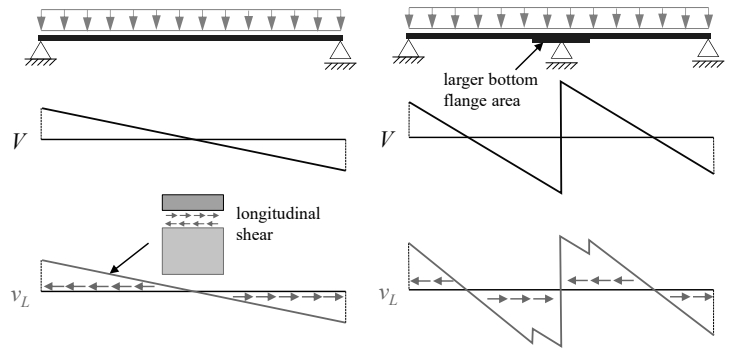 larger bottom
flange area
V
V
longitudinal
shear
v_L
v_L